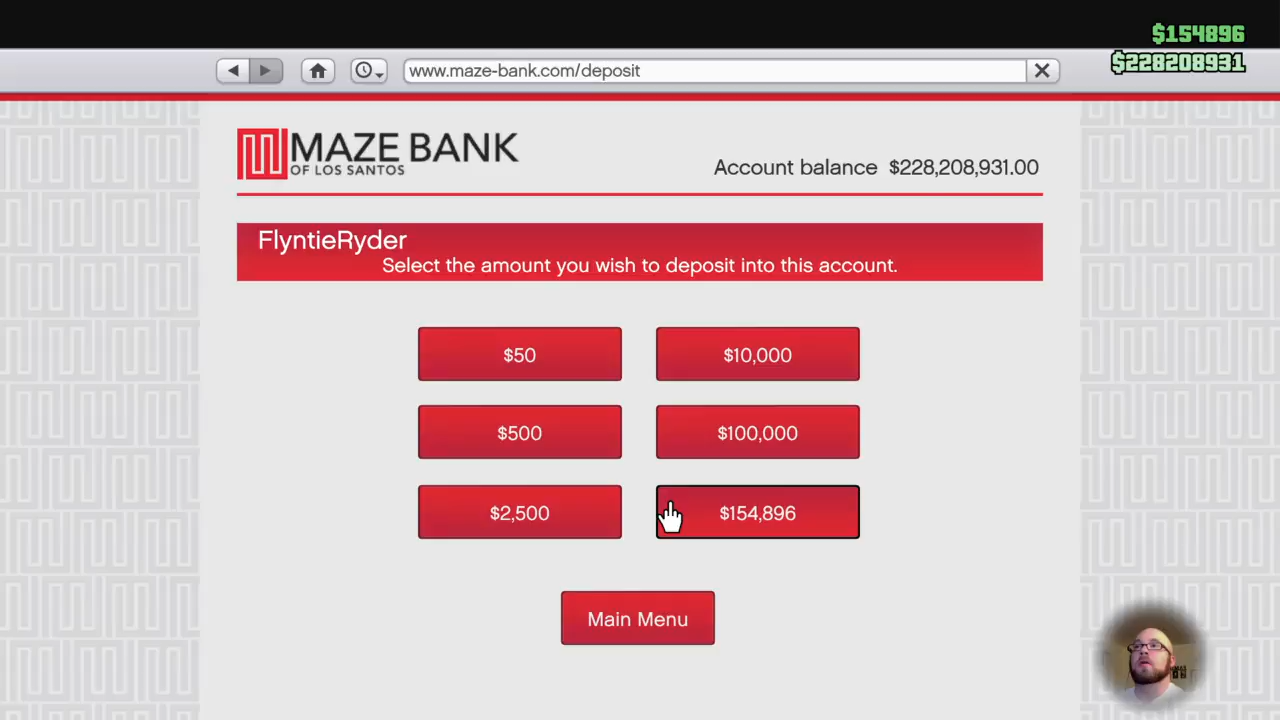 $154896
$228208931
www.maze-bank.com/deposit
MAZE BANK
OF LOS SANTOS
Account balance $228,208,931.00
FlyntieRyder
Select the amount you wish to deposit into this account.
$50
$10,000
$500
$100,000
$2,500
$154,896
Main Menu